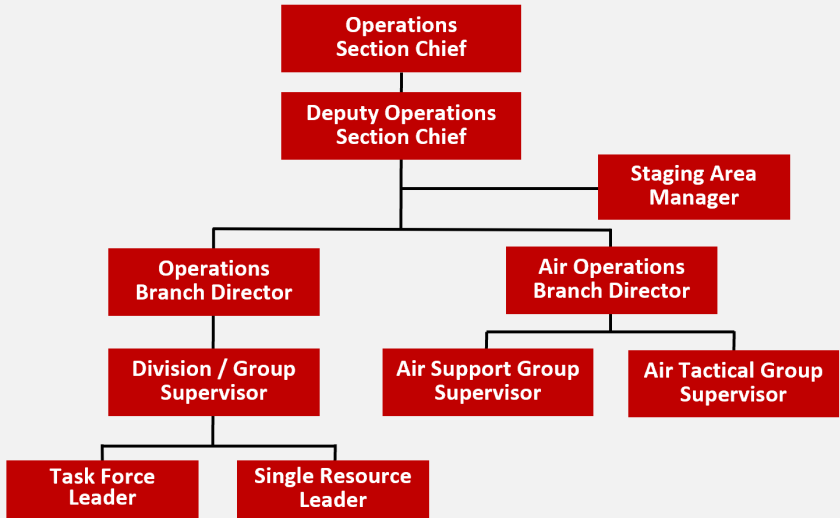 Operations
Section Chief
Deputy Operations
Section Chief
Staging Area
Manager
Operations
Branch Director
Air Operations
Branch Director
Division / Group
Supervisor
Air Support Group
Supervisor
Air Tactical Group
Supervisor
Task Force
Leader
Single Resource
Leader